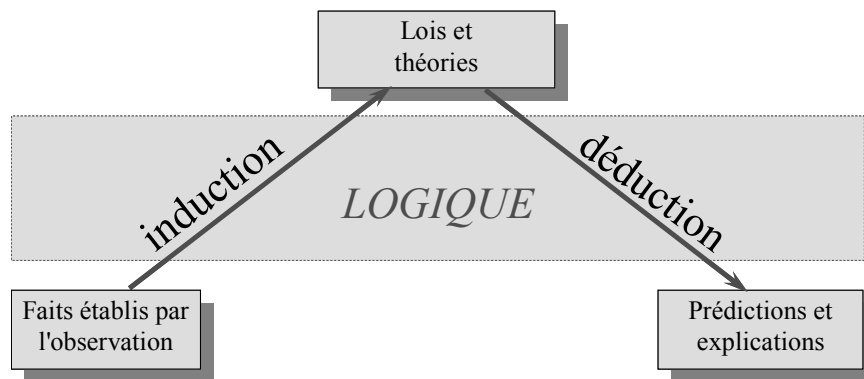 Lois et
théories
induction
déduction
LOGIQUE
Faits établis par
l'observation
Prédictions et
explications